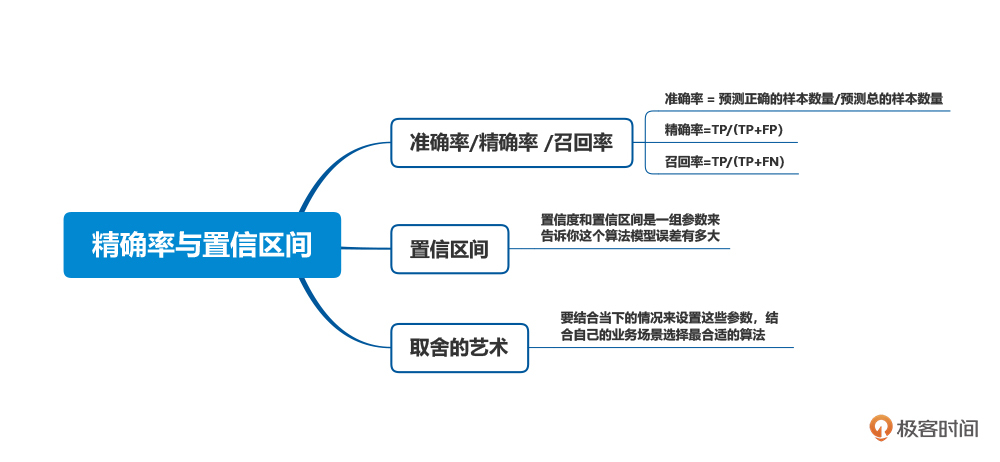 精确率与置信区间
准确率/精确率 /召回率
准确率 = 预测正确的样本数量/预测总的样本数量
精确率=TP/(TP+FP)
召回率=TP/(TP+FN)
置信区间
置信度和置信区间是一组参数来
告诉你这个算法模型误差有多大
取舍的艺术
要结合当下的情况来设置这些参数，结
合自己的业务场景选择最合适的算法
极客时间